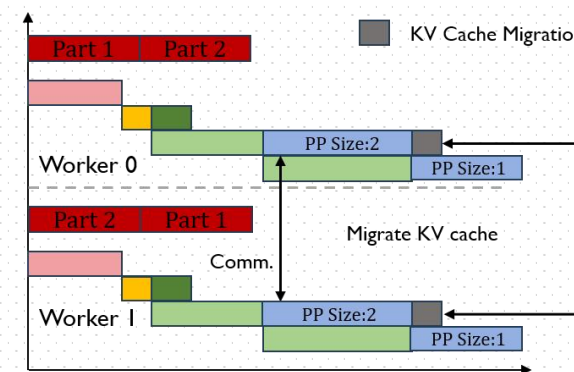 KV Cache Migratio
Part 1 Part 2
PP Size:2
PP Size:1
Worker 0
Part 2 Part 1
Migrate KV cache
Comm.
PP Size:2
Worker 1
PP Size:1